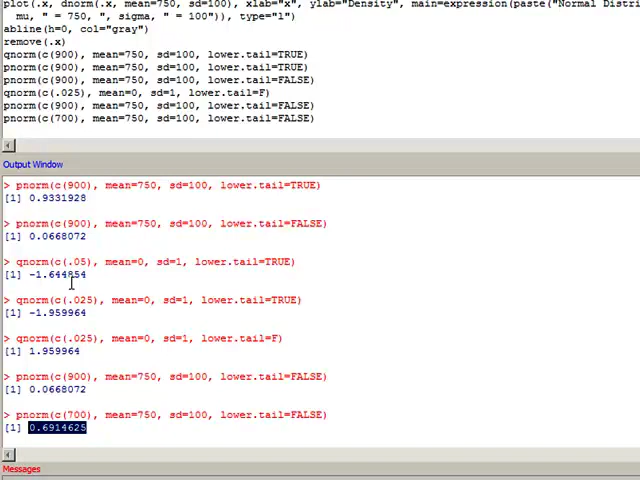 plot(.x, dnorm(.x, mean=750, sd=100), xlab="x", ylab="Density", main=expression(paste("Normal Distri
mu, " = 750, ", sigma, " = 100")), type="l")
abline(h=0, col="gray")
remove(.x)
qnorm(c(900), mean=750, sd=100, lower.tail=TRUE)
pnorm(c(900), mean=750, sd=100, lower.tail=TRUE)
pnorm(c(900), mean=750, sd=100, lower.tail=FALSE)
qnorm(c(.025), mean=0, sd=1, lower.tail=F)
pnorm(c(900), mean=750, sd=100, lower.tail=FALSE)
pnorm(c(700), mean=750, sd=100, lower.tail=FALSE)
Output Window
> pnorm(c(900), mean=750, sd=100, lower.tail=TRUE)
[1] 0.9331928
> pnorm(c(900), mean=750, sd=100, lower.tail=FALSE)
[1] 0.0668072
> qnorm(c(.05), mean=0, sd=1, lower.tail=TRUE)
[1] -1.644854
> qnorm(c(.025), mean=0, sd=1, lower.tail=TRUE)
[1] -1.959964
> qnorm(c(.025), mean=0, sd=1, lower.tail=F)
[1] 1.959964
> pnorm(c(900), mean=750, sd=100, lower.tail=FALSE)
[1] 0.0668072
> pnorm(c(700), mean=750, sd=100, lower.tail=FALSE)
[1] 0.6914625
Messages